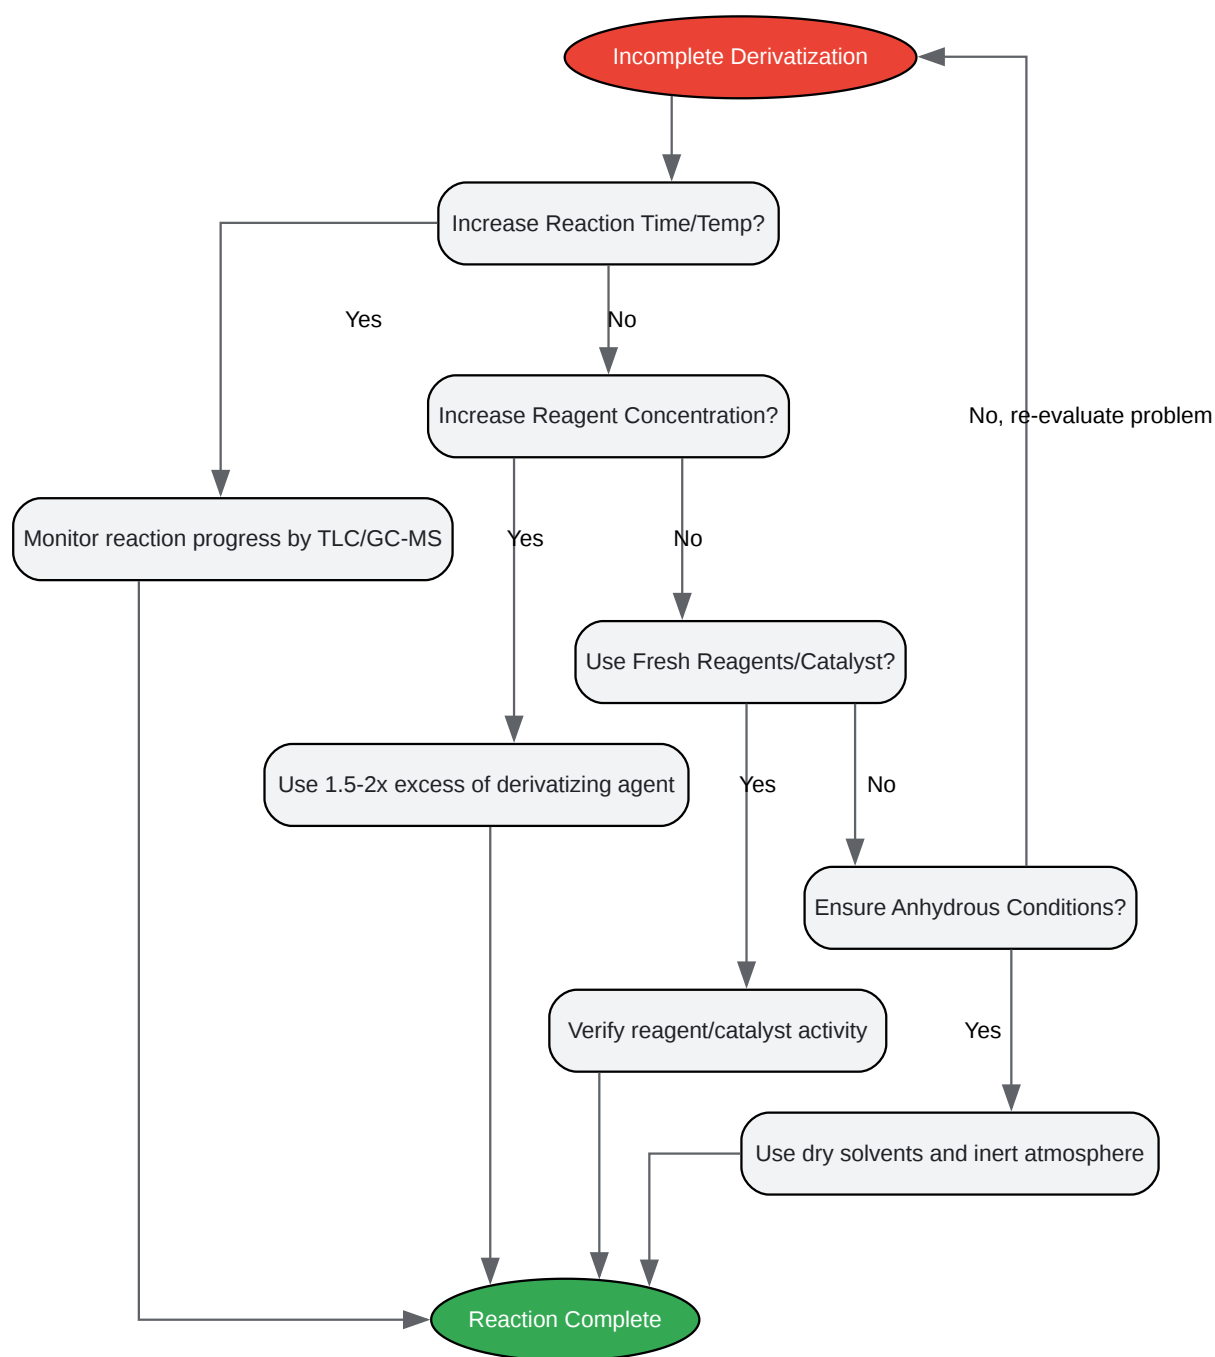 Incomplete Derivatization
Increase Reaction Time/Temp?
Yes
No
Increase Reagent Concentration?
No, re-evaluate problem
Monitor reaction progress by TLC/GC-MS
Yes
No
Use Fresh Reagents/Catalyst?
Use 1.5-2x excess of derivatizing agent
Yes
No
Ensure Anhydrous Conditions?
Verify reagent/catalyst activity
Yes
Use dry solvents and inert atmosphere
Reaction Complete